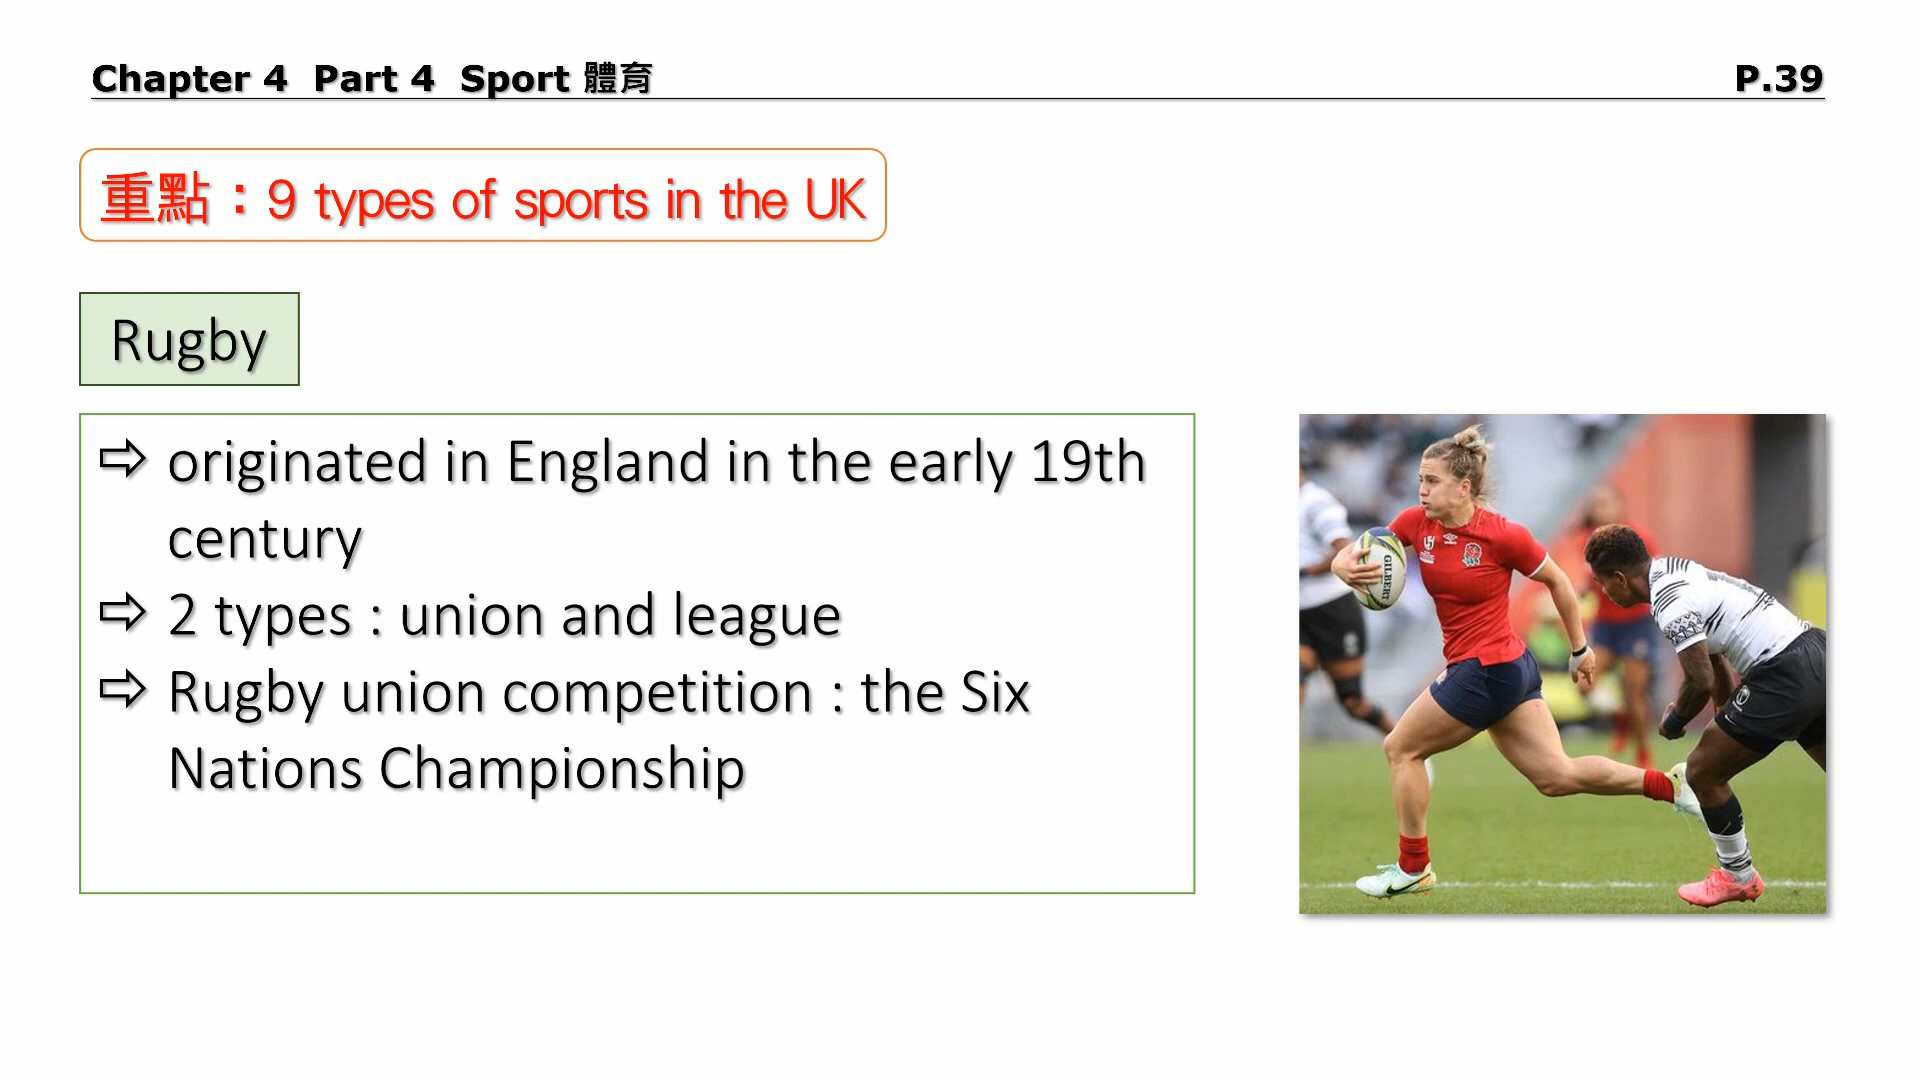 Chapter 4 Part 4 Sport 體育
P.39
重點：9 types of sports in the UK
Rugby
⇨ originated in England in the early 19th
century
⇨ 2 types : union and league
⇨ Rugby union competition : the Six
Nations Championship
GILBERT